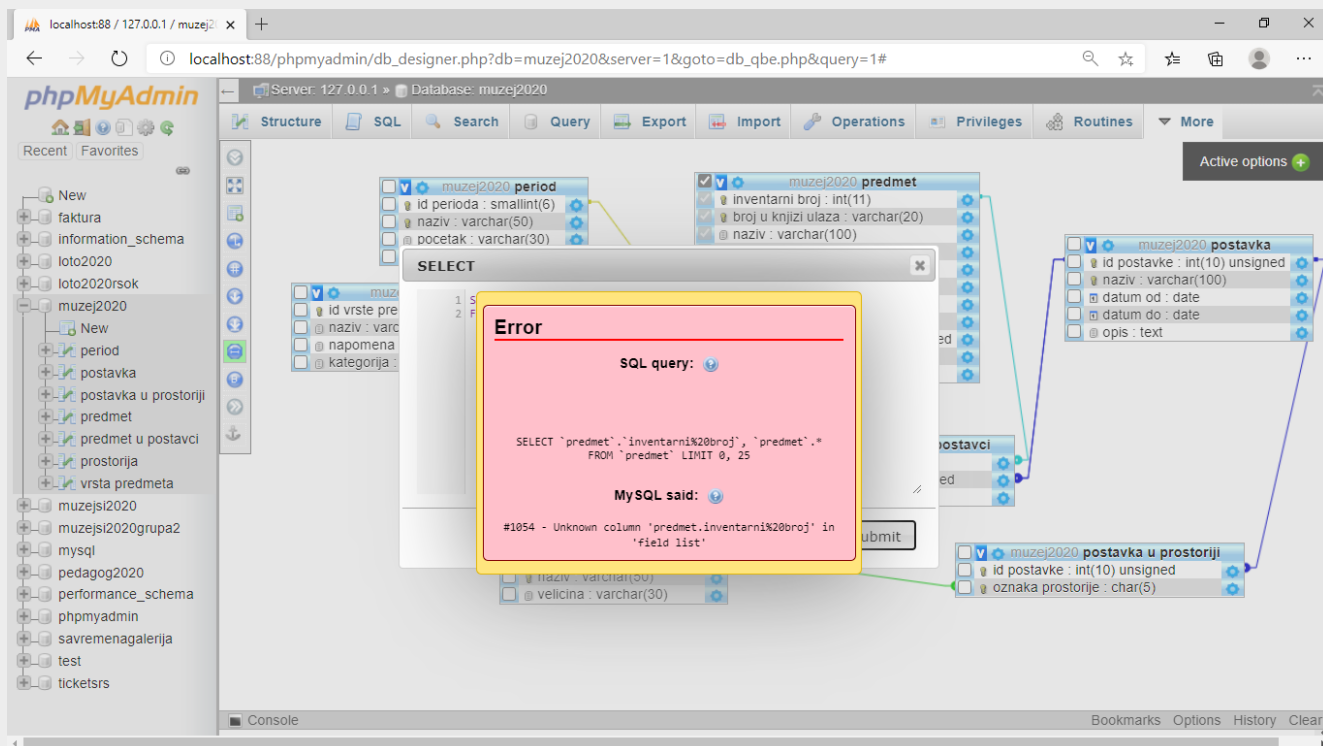 localhost:88 / 127.0.0.1 / muzej2
localhost:88/phpmyadmin/db_designer.php?db=muzej2020&server=1&goto=db_qbe.php&query=1#
phpMyAdmin
Recent Favorites
New
faktura
information_schema
loto2020
loto2020rsok
muzej2020
New
period
postavka
postavka u prostoriji
predmet
predmet u postavci
prostorija
vrsta predmeta
muzejsi2020
muzejsi2020grupa2
mysql
pedagog2020
performance_schema
phpmyadmin
savremenagalerija
test
ticketsrs
Server: 127.0.0.1 » Database: muzej2020
Structure SQL Search Query Export Import Operations Privileges Routines More
Active options
muzej2020 period
id perioda : smallint(6)
naziv : varchar(50)
pocetak : varchar(30)
muzej2020 predmet
inventarni broj : int(11)
broj u knjizi ulaza : varchar(20)
naziv : varchar(100)
ed
muzej2020 postavka
id postavke : int(10) unsigned
naziv : varchar(100)
datum od : date
datum do : date
opis : text
muz
id vrste pre
naziv : varc
napomena
kategorija :
SELECT
1 S
2 F
Error
SQL query:
SELECT `predmet`.`inventarni%20broj`, `predmet`.*
FROM `predmet` LIMIT 0, 25
MySQL said:
#1054 - Unknown column 'predmet.inventarni%20broj' in
'field list'
ubmit
postavci
ed
muzej2020 postavka u prostoriji
id postavke : int(10) unsigned
oznaka prostorije : char(5)
naziv : varchar(50)
velicina : varchar(30)
Console
Bookmarks Options History Clear